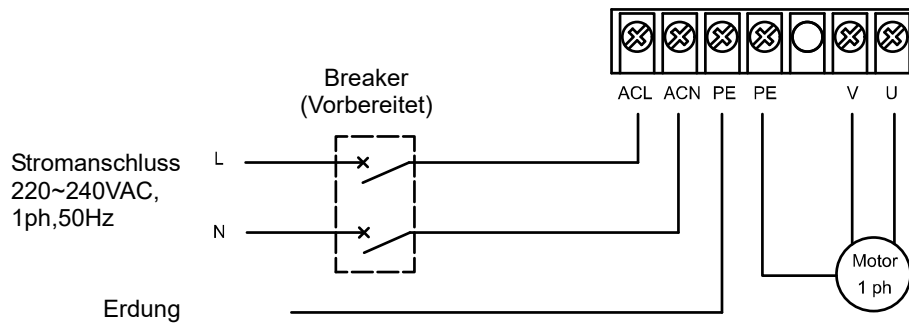 ACL ACN PE PE V U
Breaker
(Vorbereitet)
Stromanschluss
220~240VAC,
1ph,50Hz
L
N
Erdung
Motor
1 ph